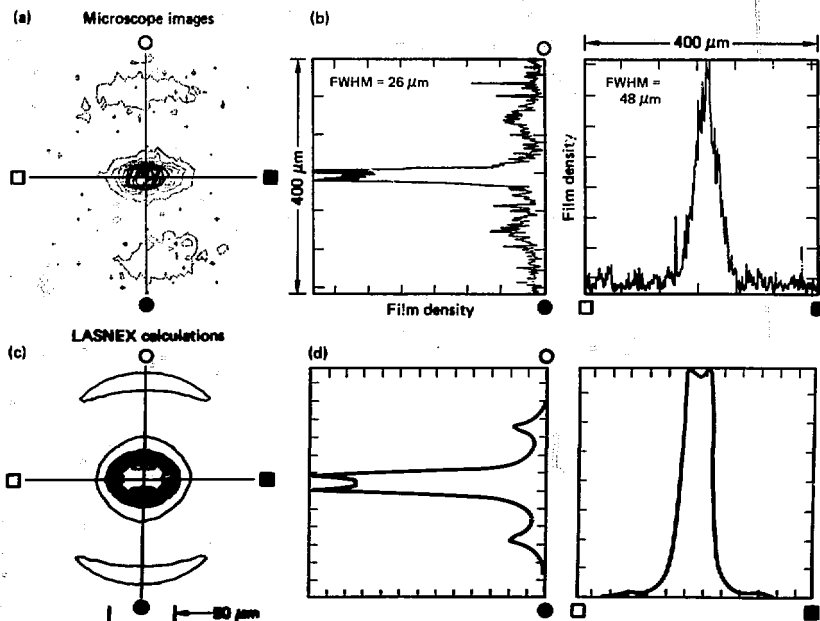 (a)
Microscope images
(b)
FWHM = 26 μm
400 μm
Film density
400 μm
FWHM =
48 μm
Film density
LASNEX calculations
(c)
(d)
80 μm